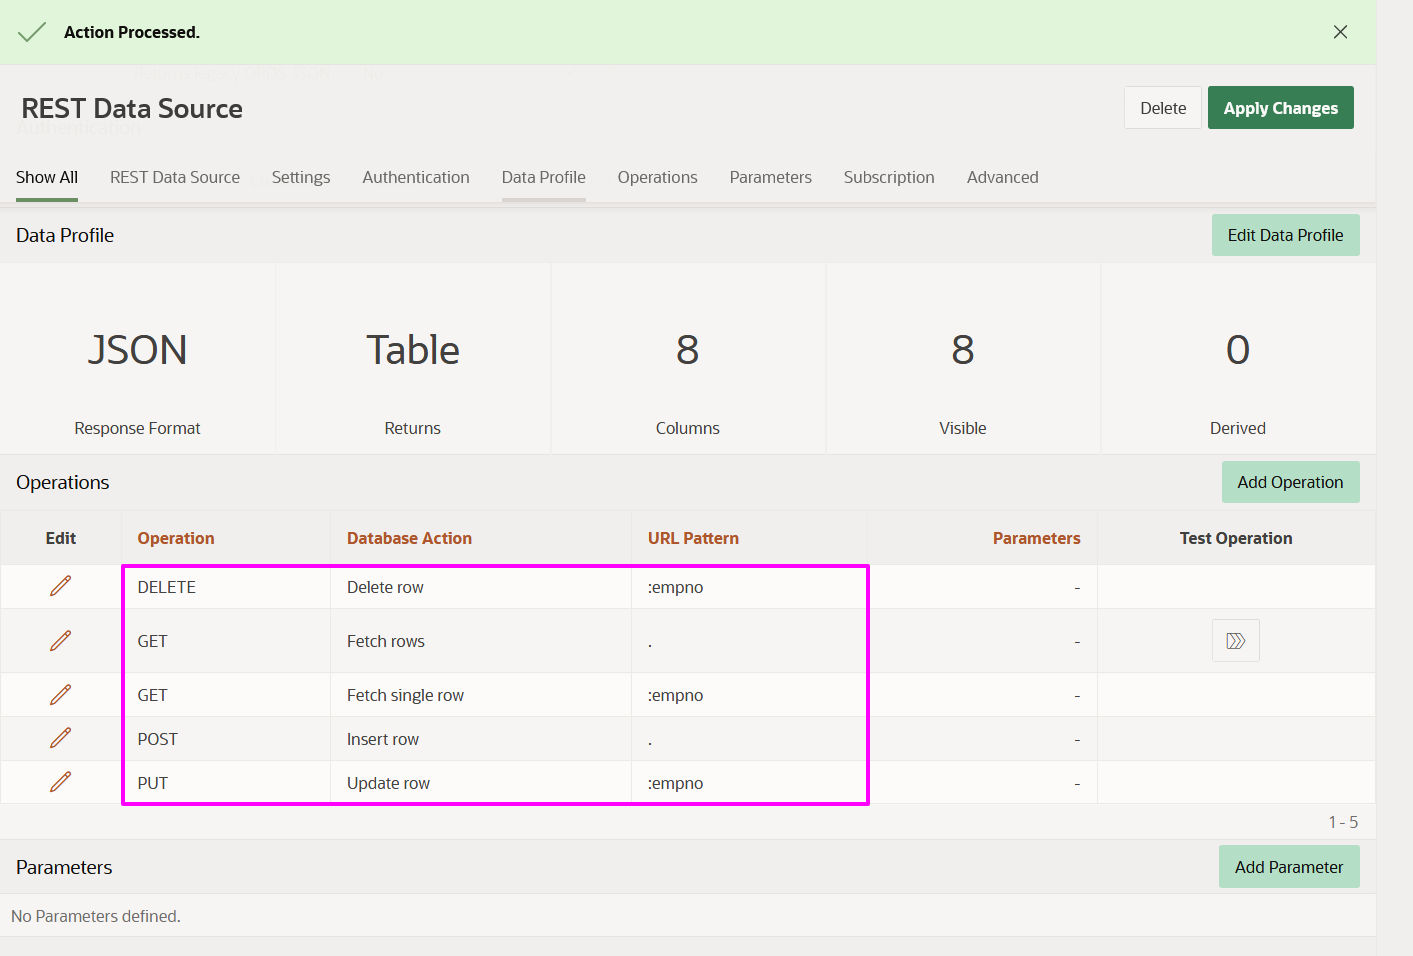 Action Processed.
REST Data Source
Delete
Apply Changes
Show All
REST Data Source
Settings
Authentication
Data Profile
Operations
Parameters
Subscription
Advanced
Data Profile
Edit Data Profile
JSON
Response Format
Table
Returns
8
Columns
8
Visible
0
Derived
Operations
Add Operation
Edit Operation Database Action URL Pattern Parameters Test Operation
DELETE Delete row :empno -
GET Fetch rows . -
GET Fetch single row :empno -
POST Insert row . -
PUT Update row :empno -
1 - 5
Parameters
Add Parameter
No Parameters defined.